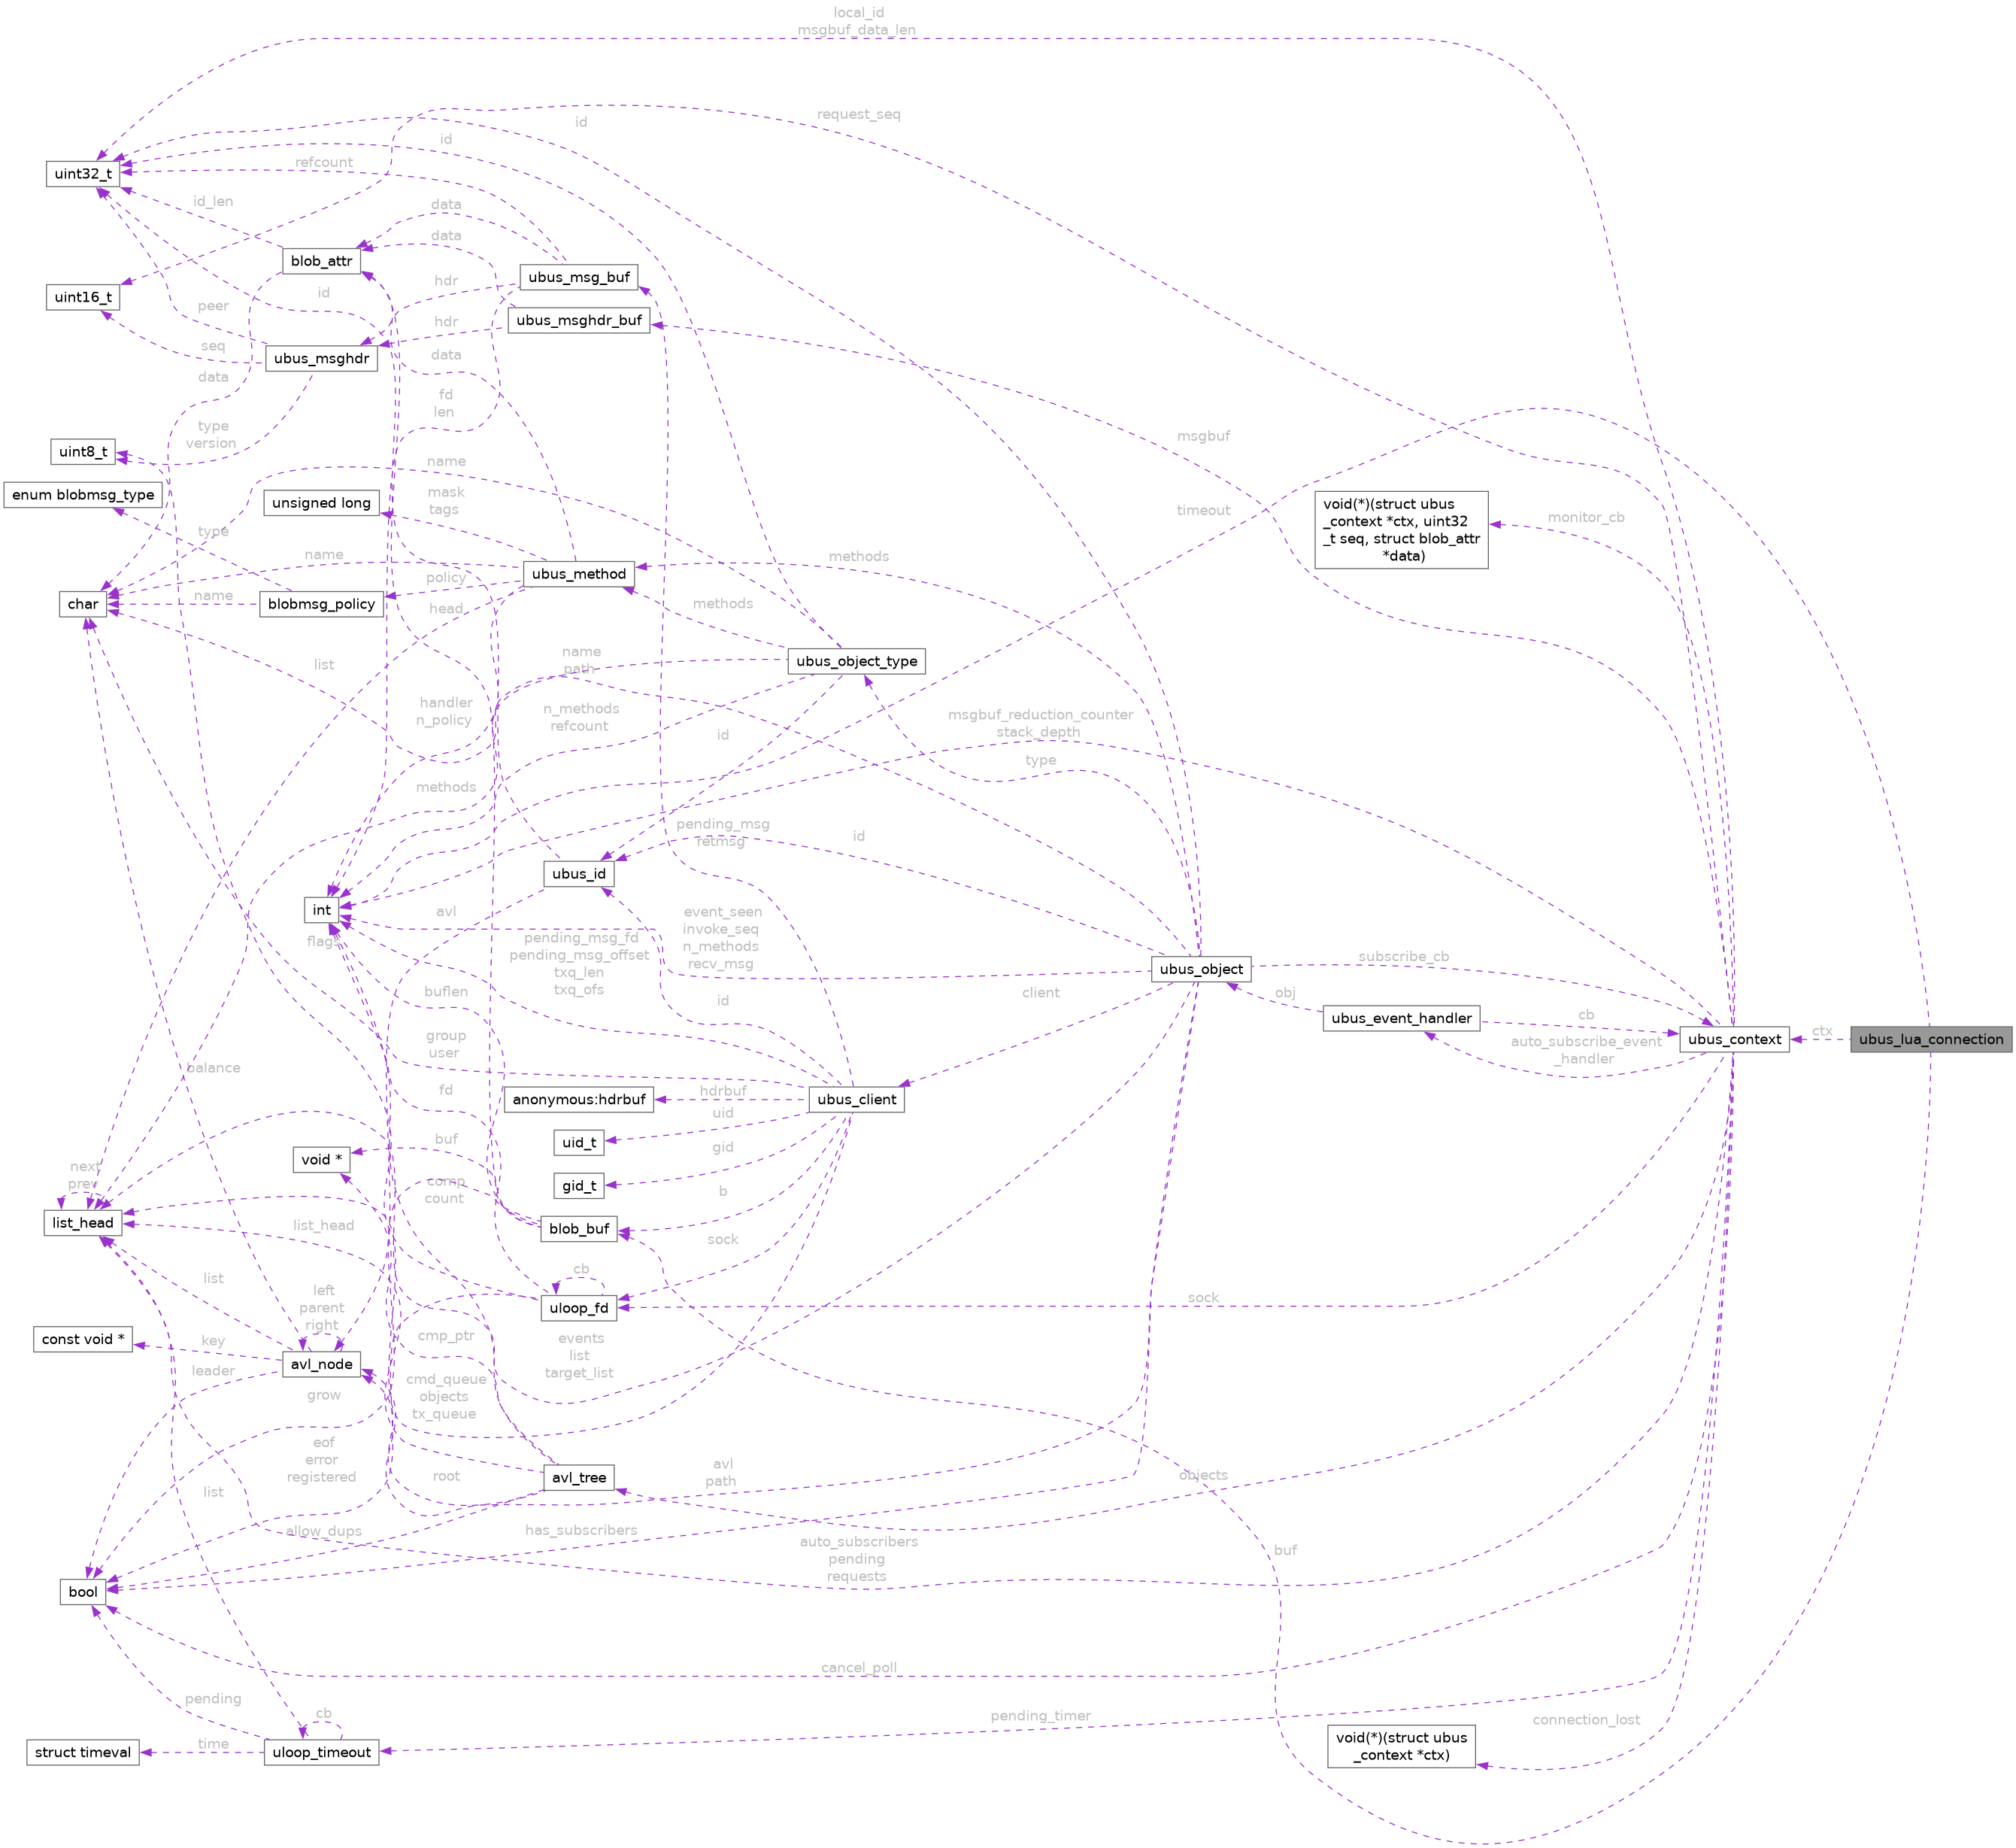 local_id
msgbuf_data_len
request_seq
id
id
refcount
uint32_t
id_len
data
data
blob_attr
ubus_msg_buf
hdr
uint16_t
id
peer
hdr
ubus_msghdr_buf
seq
ubus_msghdr
data
data
fd
len
type
version
msgbuf
uint8_t
name
enum blobmsg_type
unsigned long
mask
tags
timeout
void(*)(struct ubus
_context *ctx, uint32
_t seq, struct blob_attr
*data)
monitor_cb
type
name
methods
ubus_method
policy
char
name
blobmsg_policy
head
methods
list
name
path
ubus_object_type
handler
n_policy
n_methods
refcount
msgbuf_reduction_counter
stack_depth
id
type
methods
pending_msg
retmsg
id
ubus_id
int
avl
event_seen
invoke_seq
n_methods
recv_msg
flags
pending_msg_fd
pending_msg_offset
txq_len
txq_ofs
subscribe_cb
ubus_object
buflen
id
client
obj
ubus_event_handler
cb
ctx
ubus_context
ubus_lua_connection
auto_subscribe_event
_handler
group
user
balance
fd
anonymous:hdrbuf
hdrbuf
ubus_client
uid
uid_t
void *
buf
gid
gid_t
next
prev
comp
count
b
list_head
list_head
blob_buf
sock
cb
list
left
parent
right
uloop_fd
sock
const void *
key
avl_node
cmp_ptr
events
list
target_list
leader
grow
cmd_queue
objects
tx_queue
eof
error
registered
root
avl_tree
avl
path
objects
list
allow_dups
has_subscribers
auto_subscribers
pending
requests
buf
bool
cancel_poll
pending
cb
pending_timer
connection_lost
struct timeval
time
uloop_timeout
void(*)(struct ubus
_context *ctx)